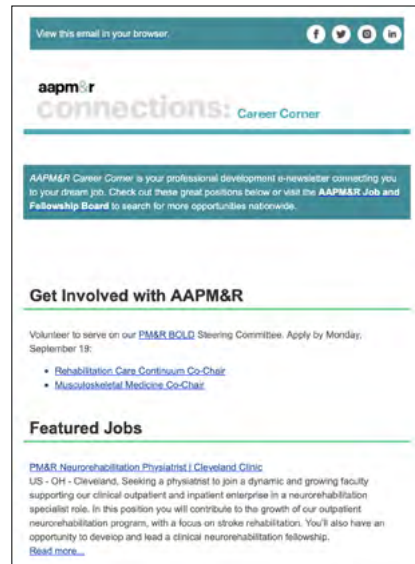 View this email in your browser.
aapm&r
connections: Career Corner
AAPM&R Career Corner is your professional development e-newsletter connecting you
to your dream job. Check out these great positions below or visit the AAPM&R Job and
Fellowship Board to search for more opportunities nationwide.
Get Involved with AAPM&R
Volunteer to serve on our PM&R BOLD Steering Committee. Apply by Monday,
September 19:
• Rehabilitation Care Continuum Co-Chair
• Musculoskeletal Medicine Co-Chair
Featured Jobs
PM&R Neurorehabilitation Physiatrist | Cleveland Clinic
US - OH - Cleveland, Seeking a physiatrist to join a dynamic and growing faculty
supporting our clinical outpatient and inpatient enterprise in a neurorehabilitation
specialist role. In this position you will contribute to the growth of our outpatient
neurorehabilitation program, with a focus on stroke rehabilitation. You'll also have an
opportunity to develop and lead a clinical neurorehabilitation fellowship.
Read more...